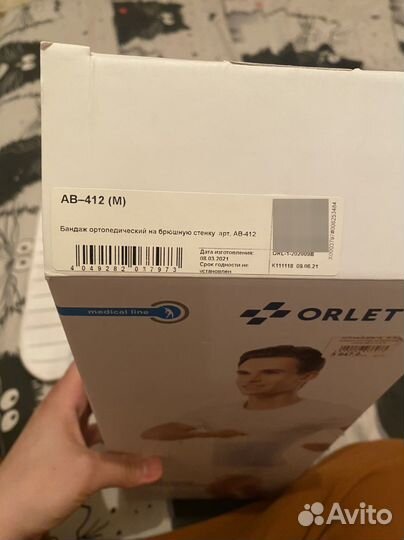 AB–412 (M)
Бандаж ортопедический на брюшную стенку арт. AB-412
4 049282 017973
Дата изготовления:
08.03.2021
Срок годности не
установлен
ORL-1-202009B
K111118 09.06.21
medical line
ORLET
Avito